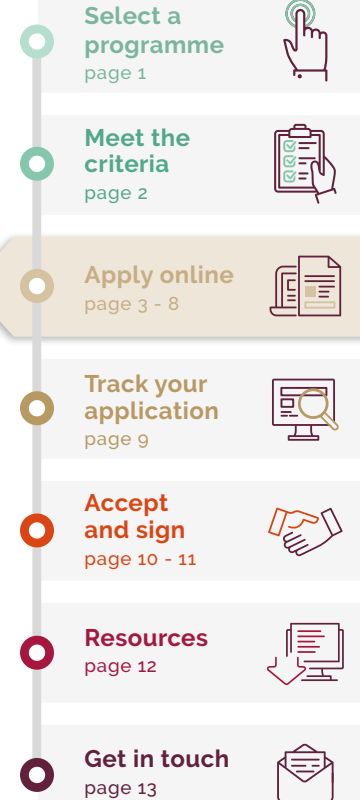 Select a
programme
page 1
Meet the
criteria
page 2
Apply online
page 3 - 8
Track your
application
page 9
Accept
and sign
page 10 - 11
Resources
page 12
Get in touch
page 13